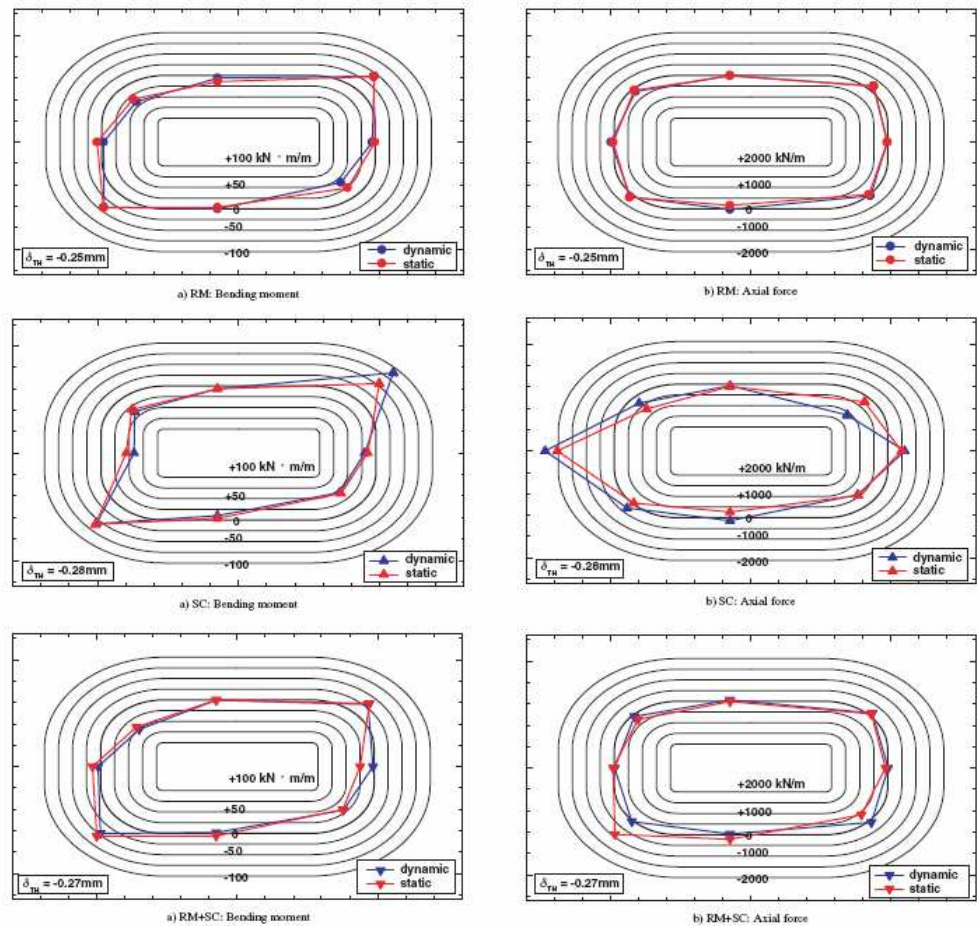 +100 kN · m/m
+50
0
-50
-100
δTH = -0.25mm
dynamic
static
a) RM: Bending moment
+2000 kN/m
+1000
0
-1000
-2000
δTH = -0.25mm
dynamic
static
b) RM: Axial force
+100 kN · m/m
+50
0
-50
-100
δTH = -0.28mm
dynamic
static
a) SC: Bending moment
+2000 kN/m
+1000
0
-1000
-2000
δTH = -0.28mm
dynamic
static
b) SC: Axial force
+100 kN · m/m
+50
0
-50
-100
δTH = -0.27mm
dynamic
static
a) RM+SC: Bending moment
+2000 kN/m
+1000
0
-1000
-2000
δTH = -0.27mm
dynamic
static
b) RM+SC: Axial force